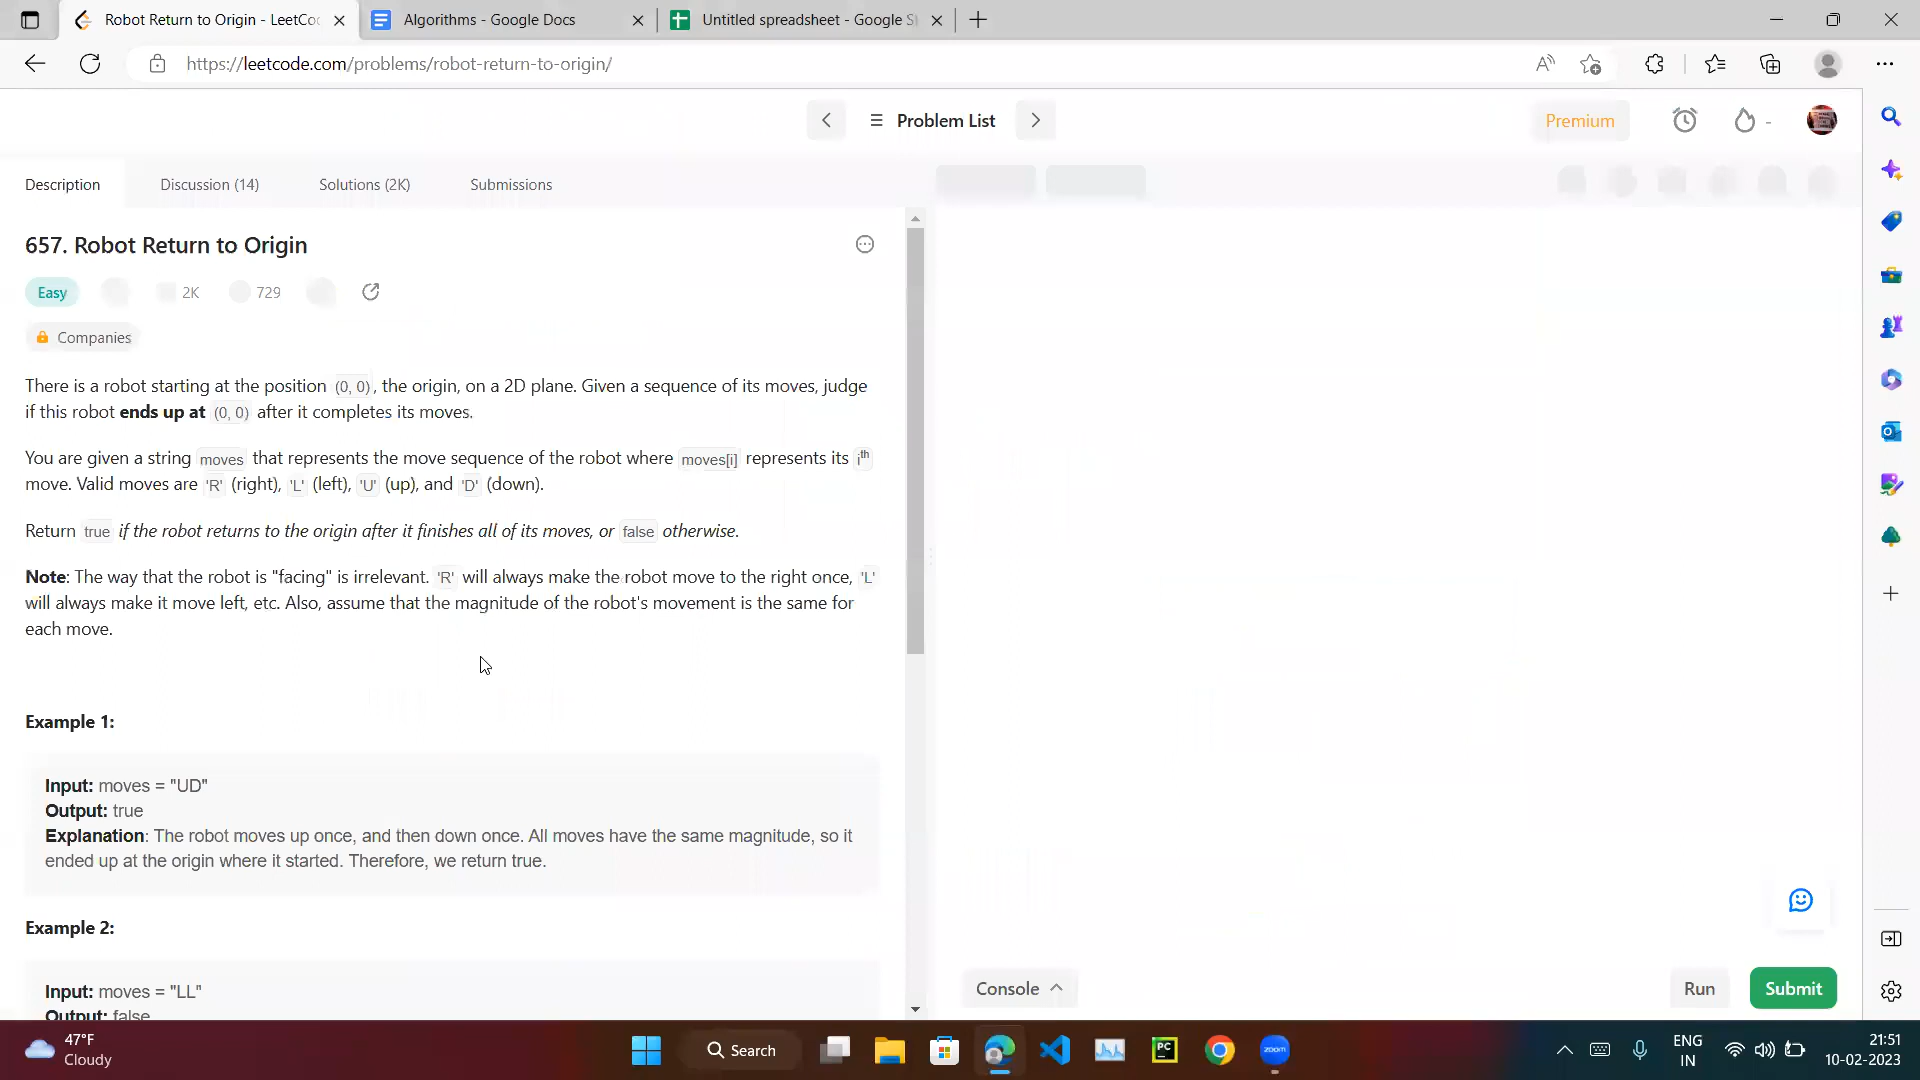 Robot Return to Origin - LeetCo
Algorithms - Google Docs
Untitled spreadsheet - Google S
https://leetcode.com/problems/robot-return-to-origin/
Problem List
Premium
-
Description
Discussion (14)
Solutions (2K)
Submissions
657. Robot Return to Origin
Easy
2K
729
Companies
There is a robot starting at the position (0, 0), the origin, on a 2D plane. Given a sequence of its moves, judge
if this robot ends up at (0, 0) after it completes its moves.
You are given a string moves that represents the move sequence of the robot where moves[i] represents its ith
move. Valid moves are 'R' (right), 'L' (left), 'U' (up), and 'D' (down).
Return true if the robot returns to the origin after it finishes all of its moves, or false otherwise.
Note: The way that the robot is "facing" is irrelevant. 'R' will always make the robot move to the right once, 'L'
will always make it move left, etc. Also, assume that the magnitude of the robot's movement is the same for
each move.
Example 1:
Input: moves = "UD"
Output: true
Explanation: The robot moves up once, and then down once. All moves have the same magnitude, so it
ended up at the origin where it started. Therefore, we return true.
Example 2:
Input: moves = "LL"
Output: false
Console
Run
Submit
47°F
Cloudy
Search
PC
zoom
ENG
IN
21:51
10-02-2023